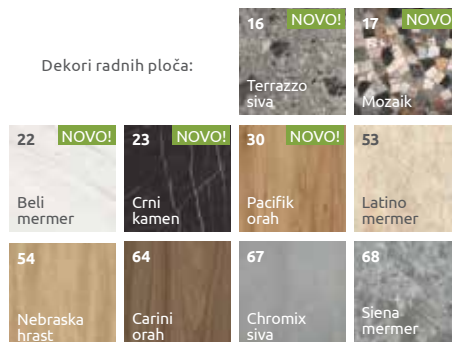 Dekori radnih ploča:
16 NOVO!
Terrazzo
siva
17 NOVO
Mozaik
22 NOVO!
Beli
mermer
23 NOVO!
Crni
kamen
30 NOVO!
Pacifik
orah
53
Latino
mermer
54
Nebraska
hrast
64
Carini
orah
67
Chromix
siva
68
Siena
mermer